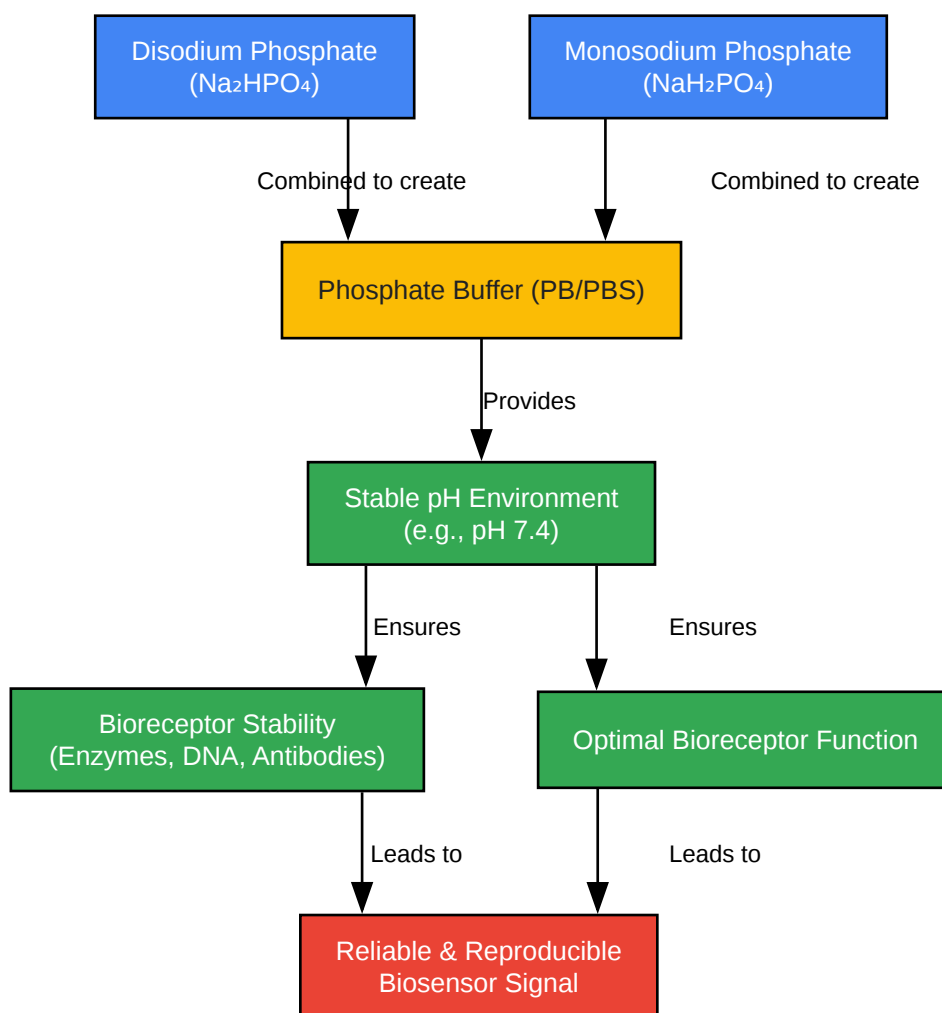 Disodium Phosphate
(Na₂HPO₄)
Monosodium Phosphate
(NaH₂PO₄)
Combined to create
Combined to create
Phosphate Buffer (PB/PBS)
Provides
Stable pH Environment
(e.g., pH 7.4)
Ensures
Ensures
Bioreceptor Stability
(Enzymes, DNA, Antibodies)
Optimal Bioreceptor Function
Leads to
Leads to
Reliable & Reproducible
Biosensor Signal